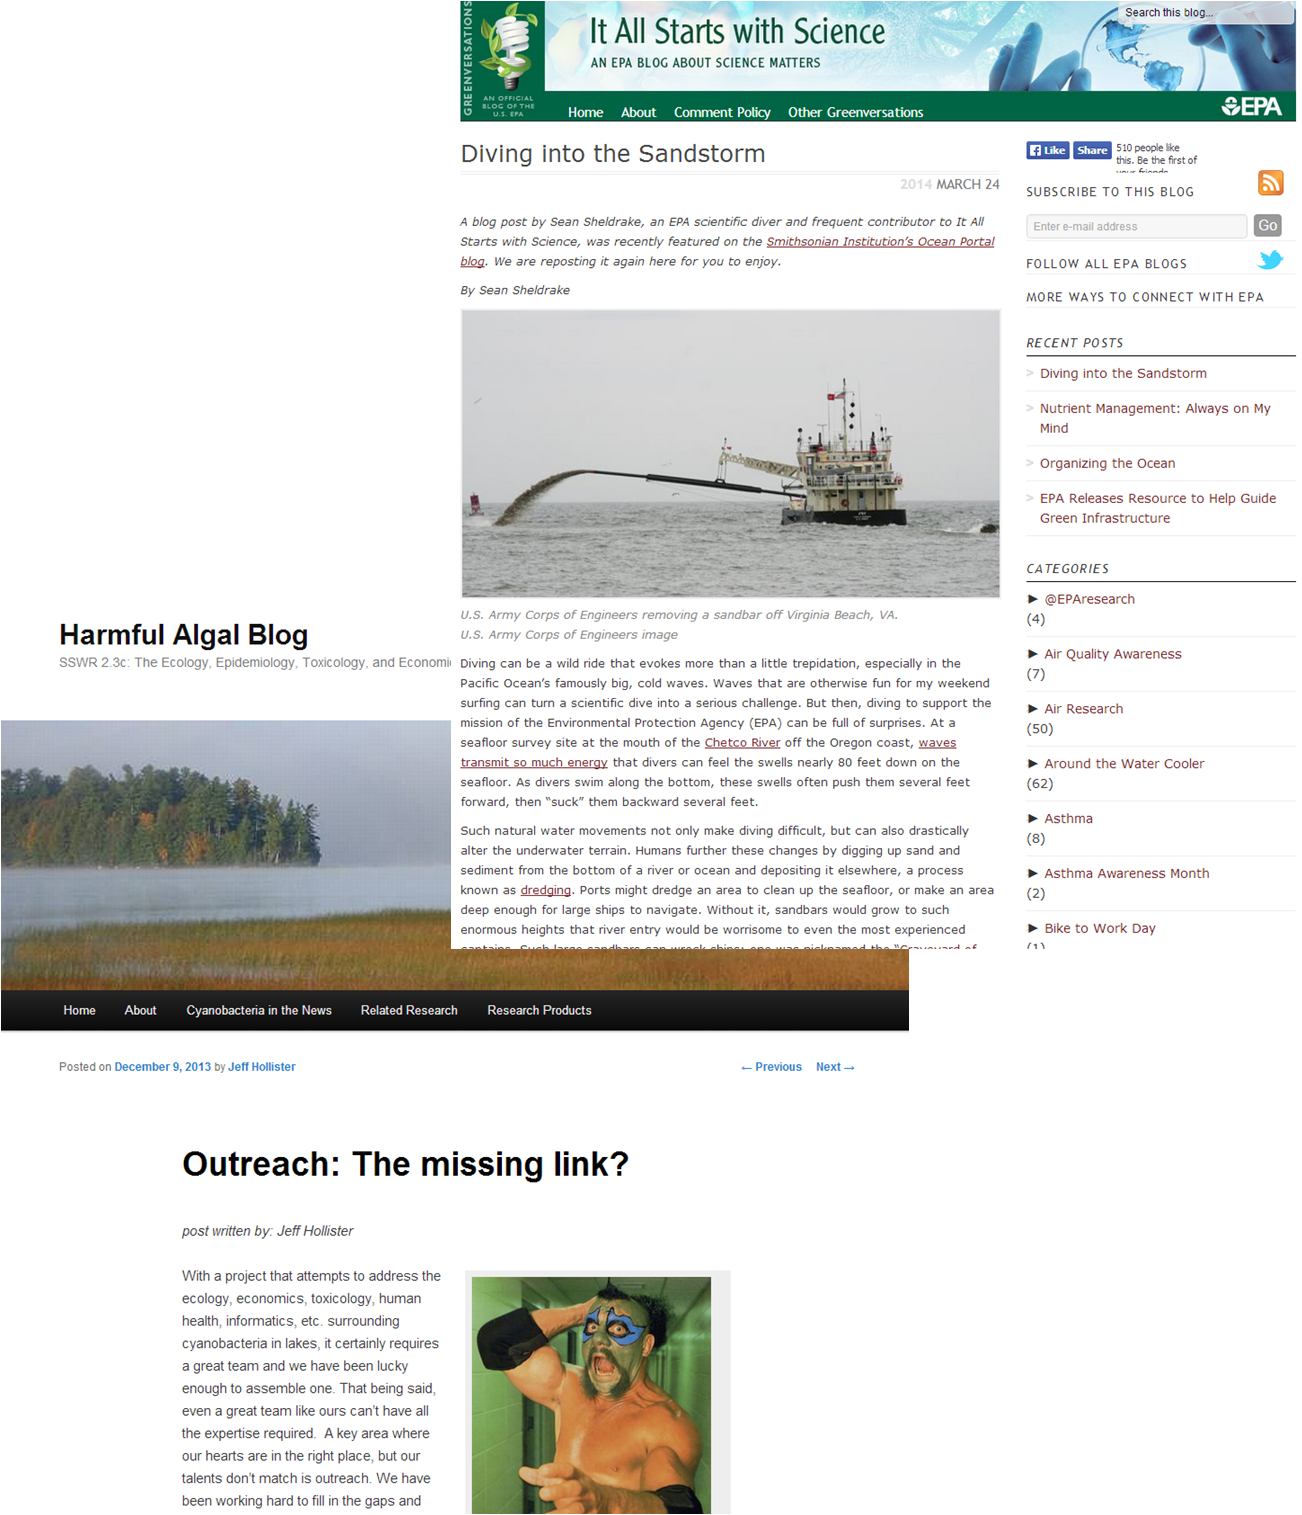 GREENVERSATIONS
AN OFFICIAL
BLOG OF THE
U.S. EPA
It All Starts with Science
AN EPA BLOG ABOUT SCIENCE MATTERS
Search this blog...
Home About Comment Policy Other Greenversations
EPA
Diving into the Sandstorm
2014 MARCH 24
A blog post by Sean Sheldrake, an EPA scientific diver and frequent contributor to It All
Starts with Science, was recently featured on the Smithsonian Institution's Ocean Portal
blog. We are reposting it again here for you to enjoy.
By Sean Sheldrake
U.S. Army Corps of Engineers removing a sandbar off Virginia Beach, VA.
U.S. Army Corps of Engineers image
Diving can be a wild ride that evokes more than a little trepidation, especially in the
Pacific Ocean's famously big, cold waves. Waves that are otherwise fun for my weekend
surfing can turn a scientific dive into a serious challenge. But then, diving to support the
mission of the Environmental Protection Agency (EPA) can be full of surprises. At a
seafloor survey site at the mouth of the Chetco River off the Oregon coast, waves
transmit so much energy that divers can feel the swells nearly 80 feet down on the
seafloor. As divers swim along the bottom, these swells often push them several feet
forward, then “suck” them backward several feet.
Such natural water movements not only make diving difficult, but can also drastically
alter the underwater terrain. Humans further these changes by digging up sand and
sediment from the bottom of a river or ocean and depositing it elsewhere, a process
known as dredging. Ports might dredge an area to clean up the seafloor, or make an area
deep enough for large ships to navigate. Without it, sandbars would grow to such
enormous heights that river entry would be worrisome to even the most experienced
captains. Such large sandbars can wreck ships; one was nicknamed the “Graveyard of
Like Share 510 people like
this. Be the first of
your friends.
SUBSCRIBE TO THIS BLOG
Enter e-mail address Go
FOLLOW ALL EPA BLOGS
MORE WAYS TO CONNECT WITH EPA
RECENT POSTS
> Diving into the Sandstorm
> Nutrient Management: Always on My
Mind
> Organizing the Ocean
> EPA Releases Resource to Help Guide
Green Infrastructure
CATEGORIES
► @EPAresearch
(4)
► Air Quality Awareness
(7)
► Air Research
(50)
► Around the Water Cooler
(62)
► Asthma
(8)
► Asthma Awareness Month
(2)
► Bike to Work Day
(1)
Harmful Algal Blog
SSWR 2.3c: The Ecology, Epidemiology, Toxicology, and Economi
Home About Cyanobacteria in the News Related Research Research Products
Posted on December 9, 2013 by Jeff Hollister
← Previous Next →
Outreach: The missing link?
post written by: Jeff Hollister
With a project that attempts to address the
ecology, economics, toxicology, human
health, informatics, etc. surrounding
cyanobacteria in lakes, it certainly requires
a great team and we have been lucky
enough to assemble one. That being said,
even a great team like ours can't have all
the expertise required.  A key area where
our hearts are in the right place, but our
talents don't match is outreach. We have
been working hard to fill in the gaps and